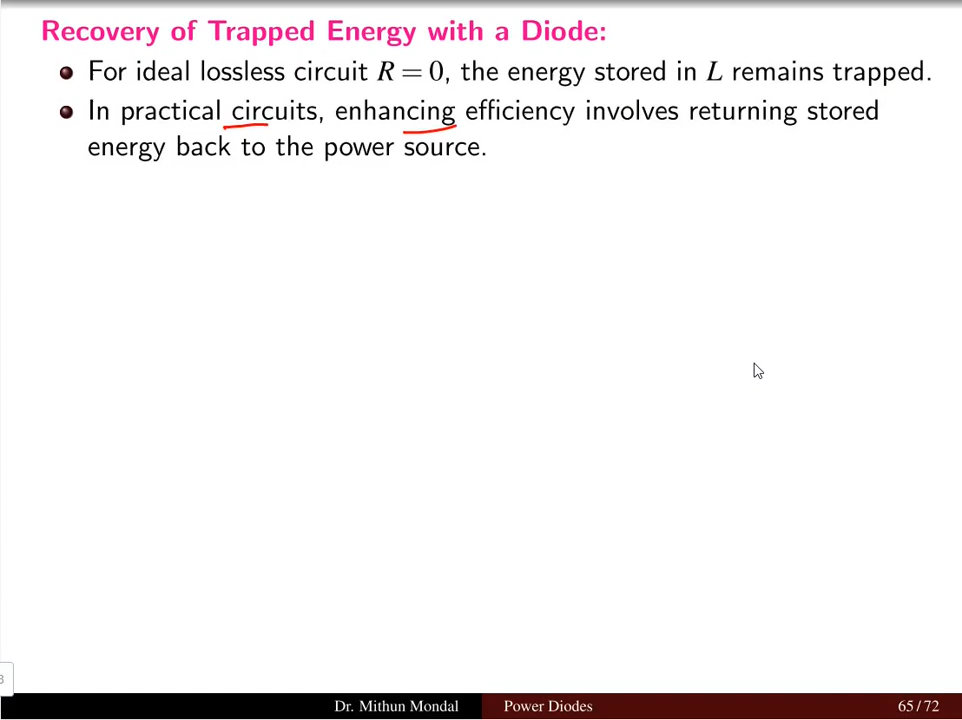 Recovery of Trapped Energy with a Diode:
For ideal lossless circuit R = 0, the energy stored in L remains trapped.
In practical circuits, enhancing efficiency involves returning stored
energy back to the power source.
3
Dr. Mithun Mondal Power Diodes 65 / 72